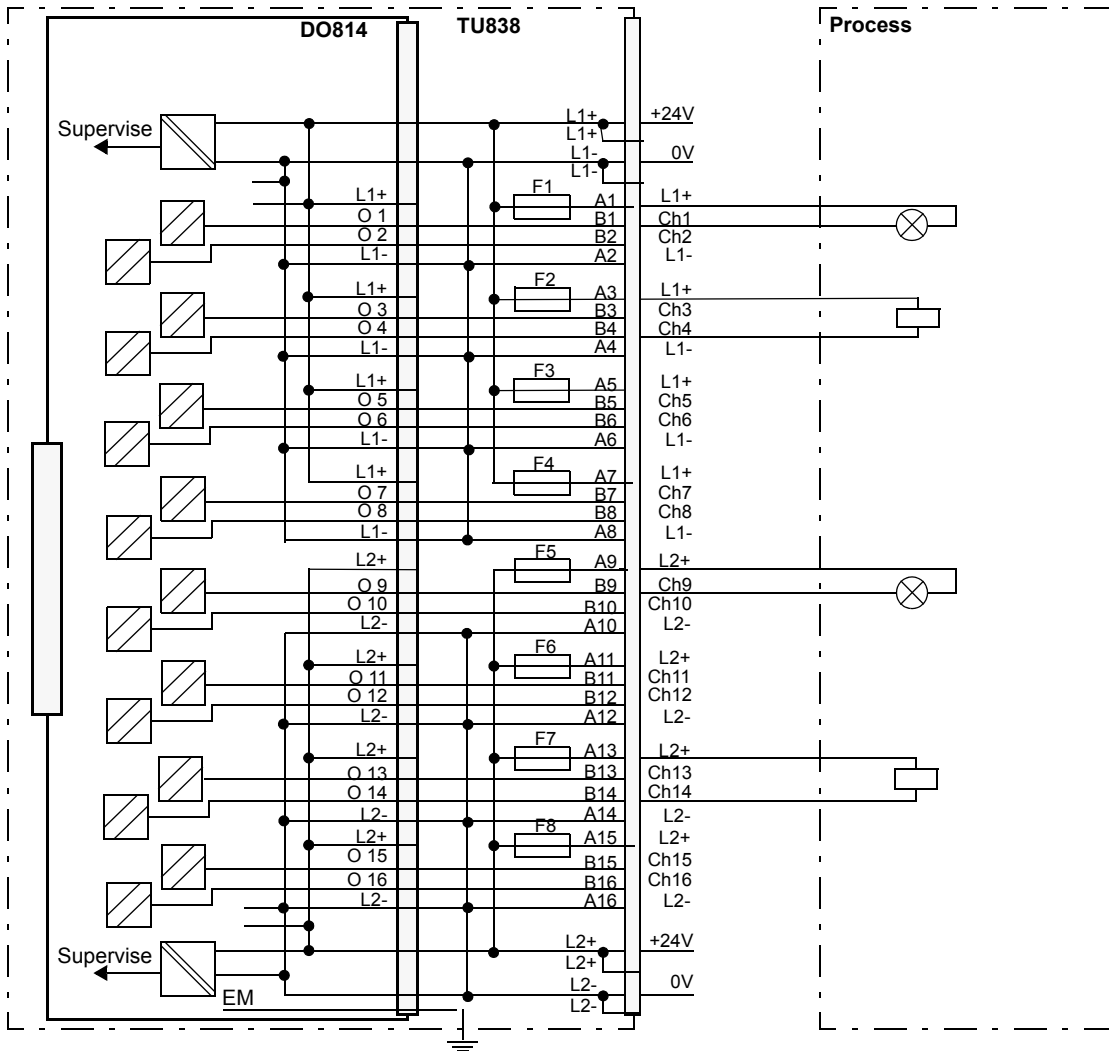 DO814 TU838 Process
L1+ +24V
Supervise L1+
L1- 0V
L1-
F1
L1+ A1 L1+
O 1 B1 Ch1
O 2 B2 Ch2
L1- A2 L1-
F2
L1+ A3 L1+
O 3 B3 Ch3
O 4 B4 Ch4
L1- A4 L1-
F3
L1+ A5 L1+
O 5 B5 Ch5
O 6 B6 Ch6
L1- A6 L1-
F4
L1+ A7 L1+
O 7 B7 Ch7
O 8 B8 Ch8
L1- A8 L1-
F5
L2+ A9 L2+
O 9 B9 Ch9
O 10 B10 Ch10
L2- A10 L2-
F6
L2+ A11 L2+
O 11 B11 Ch11
O 12 B12 Ch12
L2- A12 L2-
F7
L2+ A13 L2+
O 13 B13 Ch13
O 14 B14 Ch14
L2- A14 L2-
F8
L2+ A15 L2+
O 15 B15 Ch15
O 16 B16 Ch16
L2- A16 L2-
L2+ +24V
Supervise L2+
L2- 0V
EM L2-